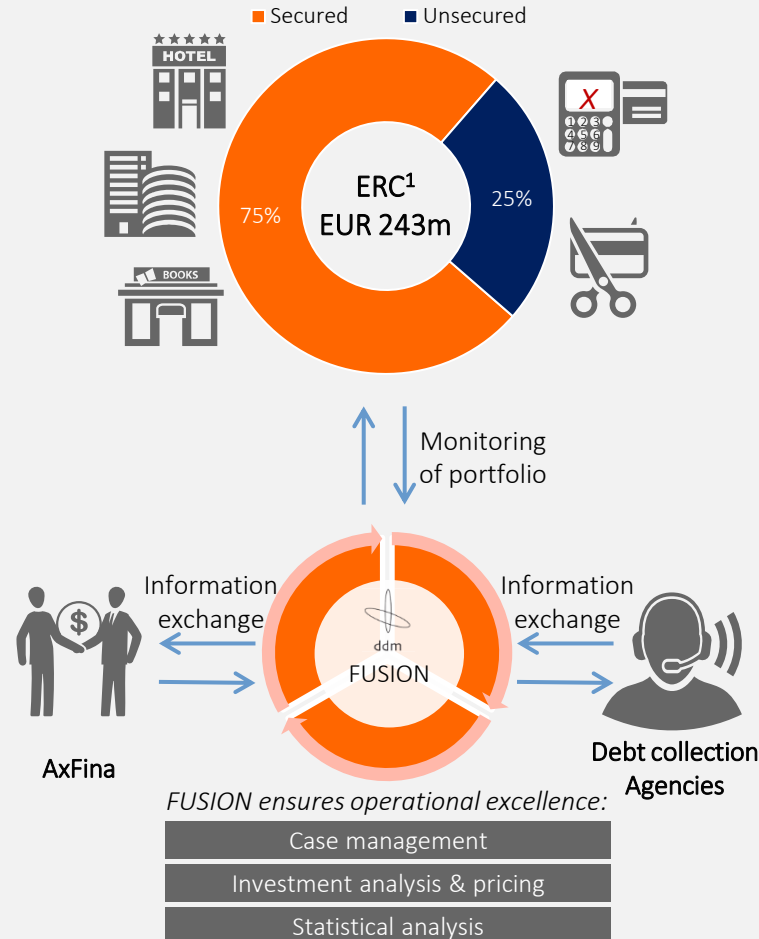 Secured Unsecured
HOTEL
X
1 2 3
4 5 6
7 8 9
BOOKS
75%
ERC¹
EUR 243m
25%
Monitoring
of portfolio
Information
exchange
Information
exchange
$
ddm
FUSION
AxFina
Debt collection
Agencies
FUSION ensures operational excellence:
Case management
Investment analysis & pricing
Statistical analysis